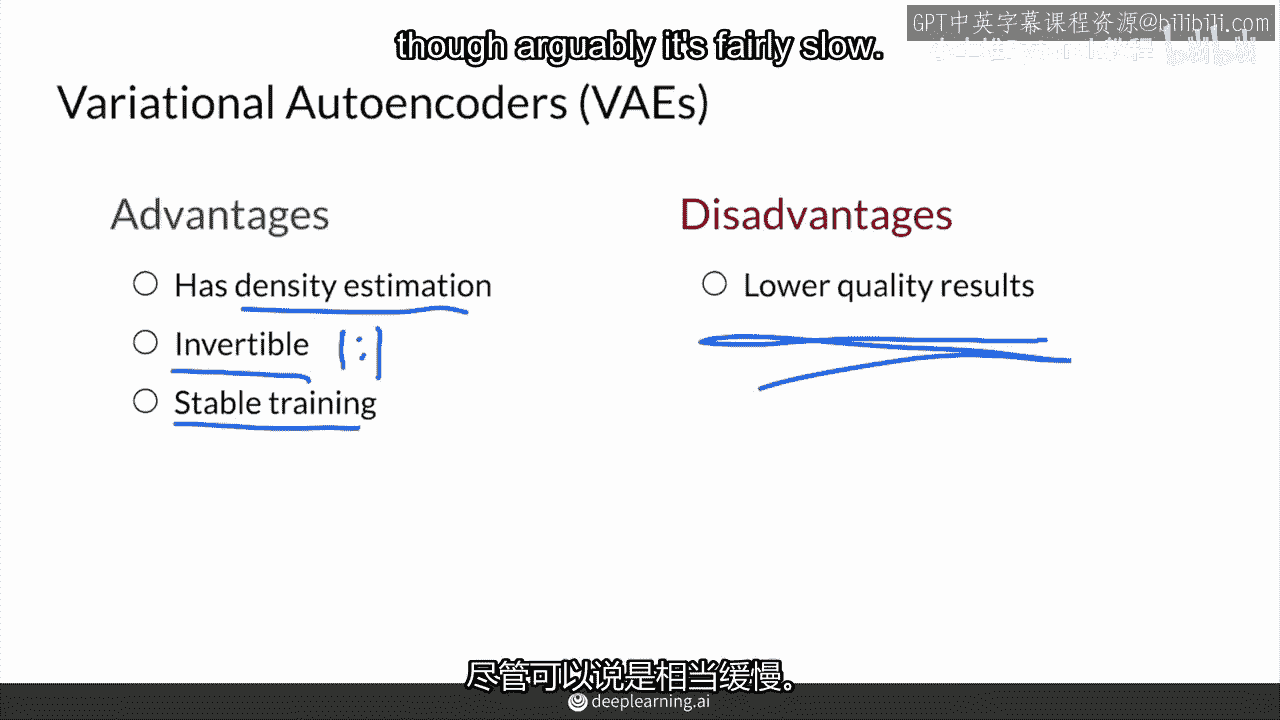 GPT中英字幕课程资源@bilibili.com
though arguably it's fairly slow.
Variational Autoencoders (VAEs)
Advantages
Has density estimation
Invertible
Stable training
Disadvantages
Lower quality results
尽管可以说是相当缓慢。
deeplearning.ai